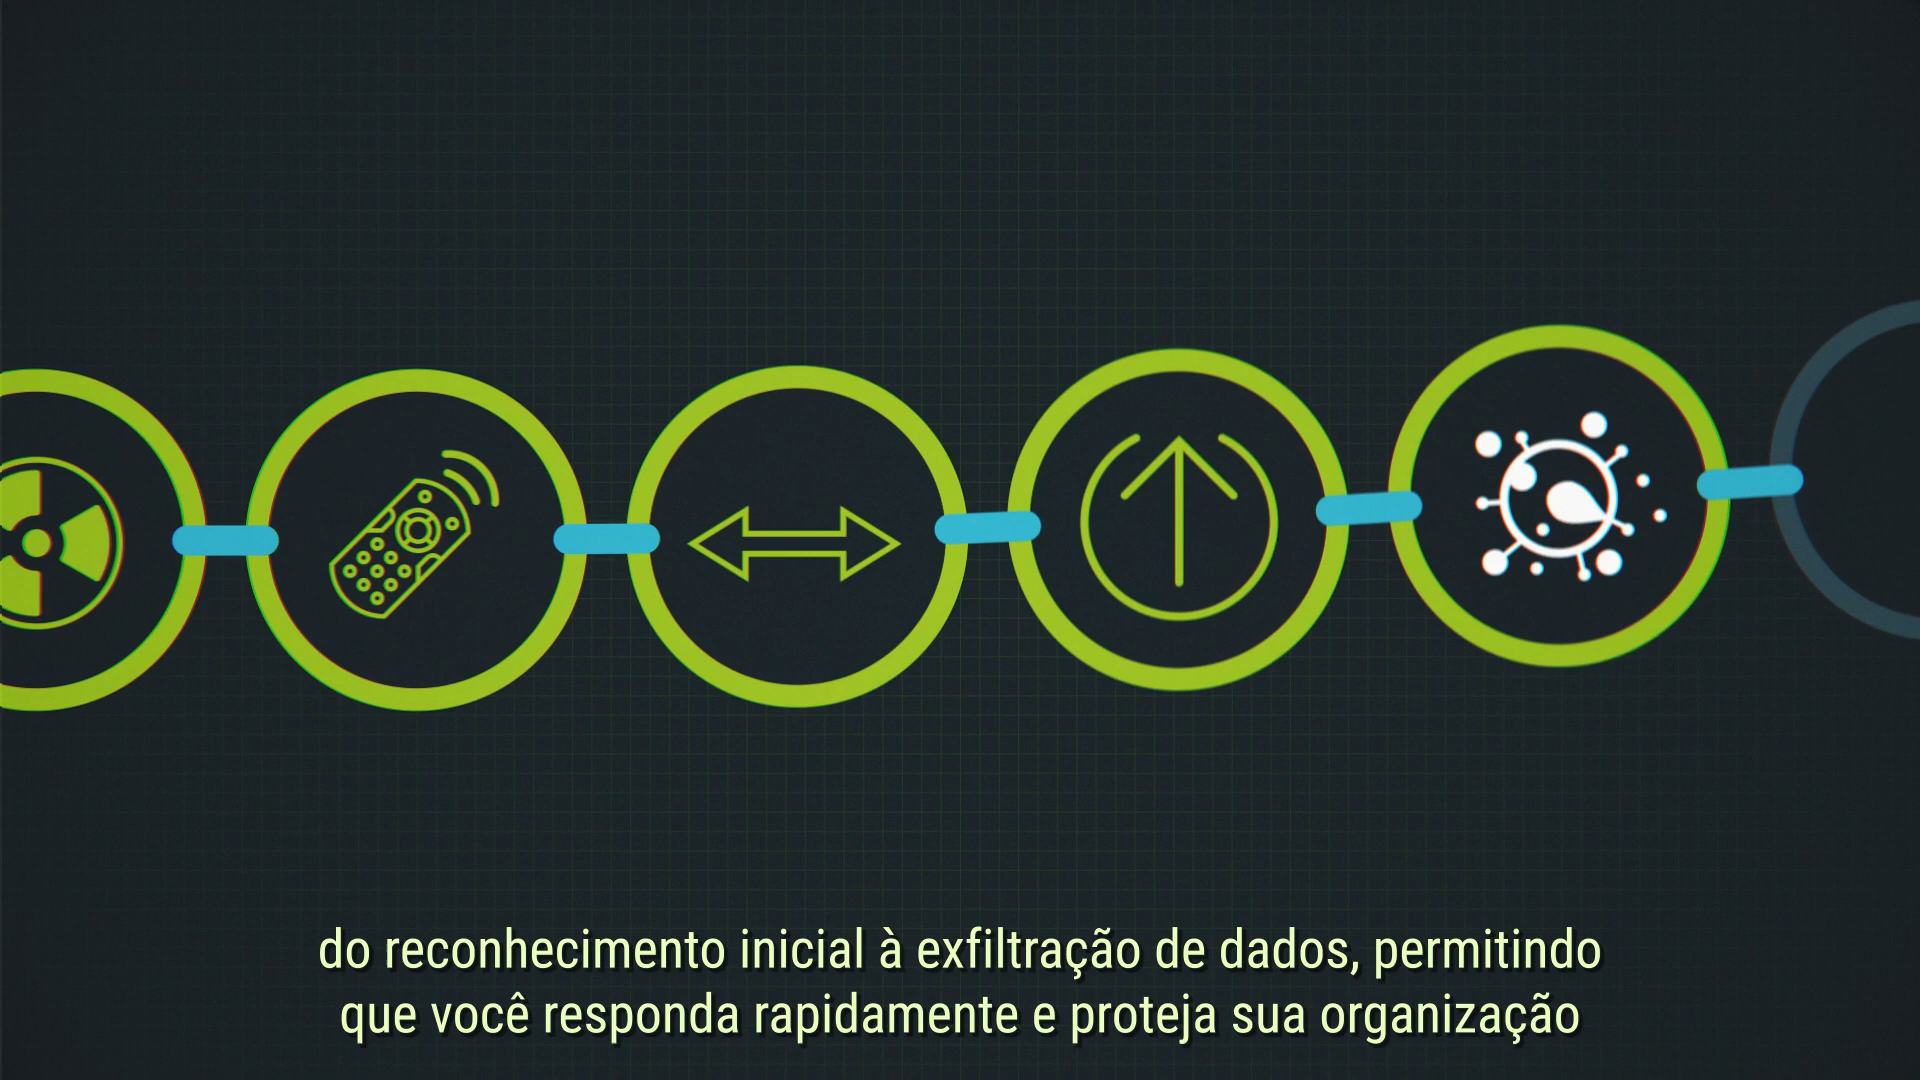 do reconhecimento inicial à exfiltração de dados, permitindo
que você responda rapidamente e proteja sua organização